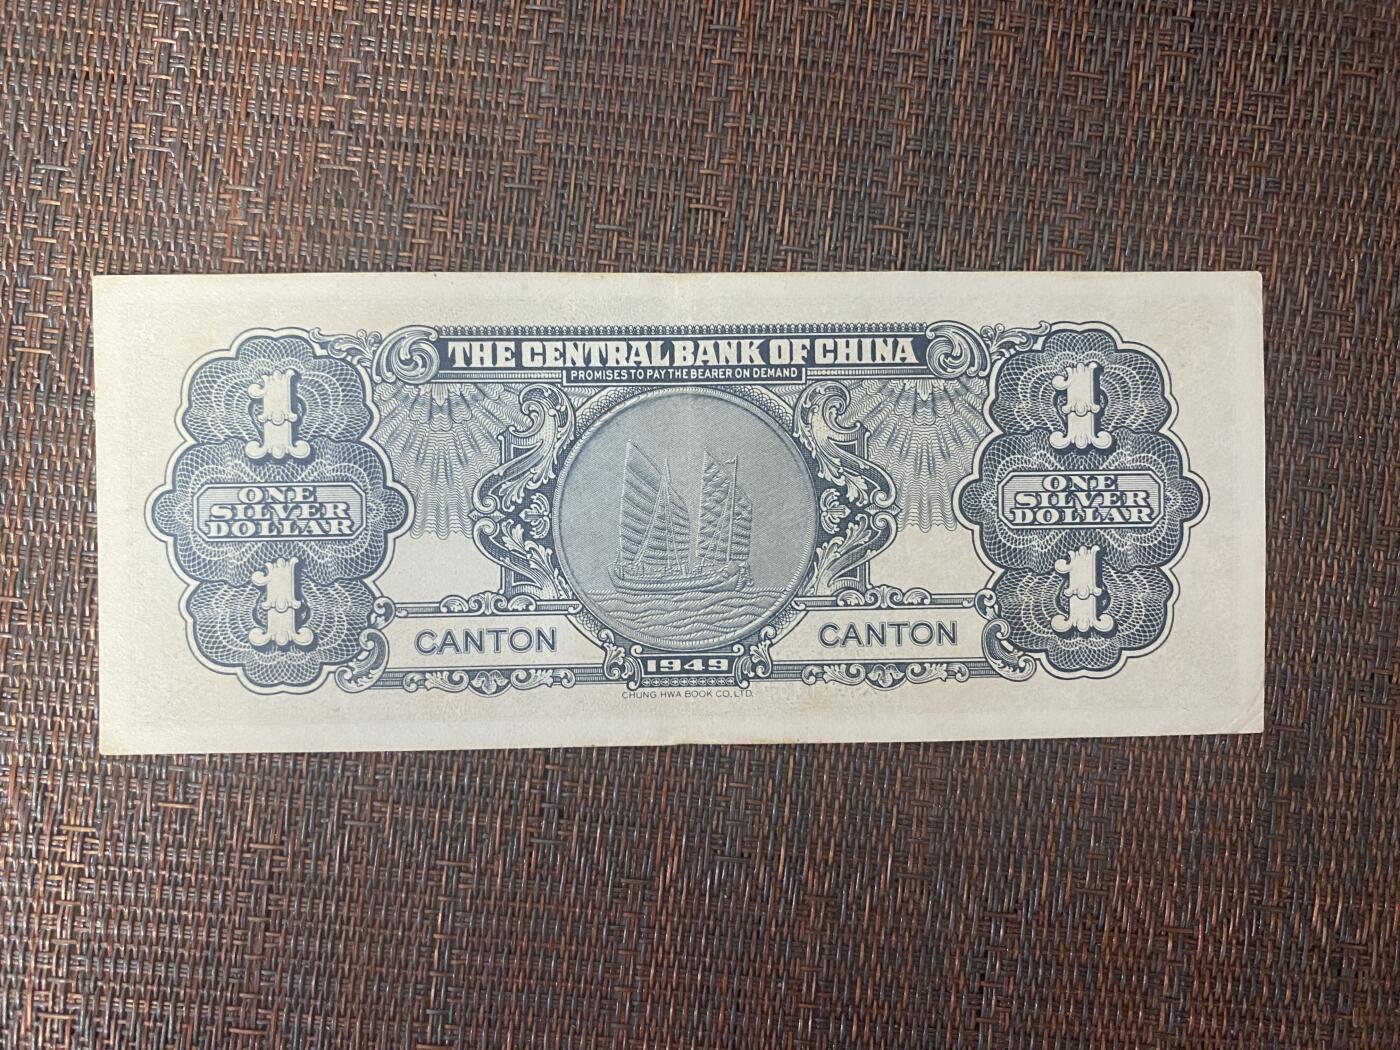 THE CENTRAL BANK OF CHINA
PROMISES TO PAY THE BEARER ON DEMAND
1
ONE
SILVER
DOLLAR
1
1
ONE
SILVER
DOLLAR
1
CANTON
CANTON
1949
CHUNG HWA BOOK CO., LTD.